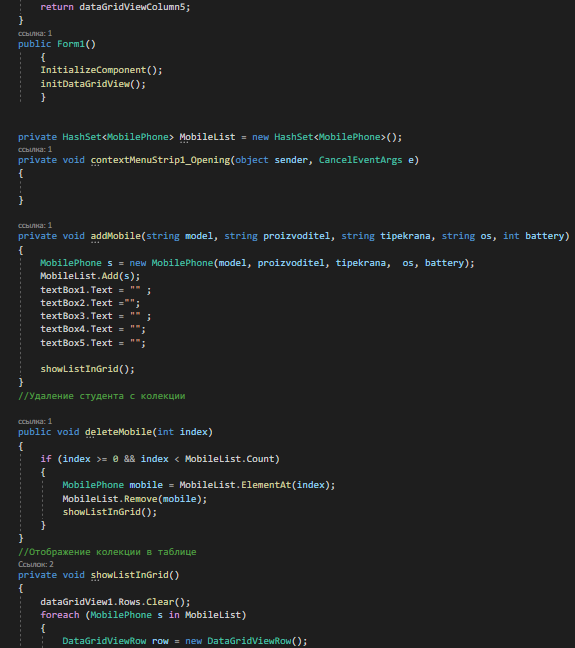 return dataGridViewColumn5;
}
ссылка: 1
public Form1()
{
InitializeComponent();
initDataGridView();
}
private HashSet<MobilePhone> MobileList = new HashSet<MobilePhone>();
ссылка: 1
private void contextMenuStrip1_Opening(object sender, CancelEventArgs e)
{
}
ссылка: 1
private void addMobile(string model, string proizvoditel, string tipekrana, string os, int battery)
{
MobilePhone s = new MobilePhone(model, proizvoditel, tipekrana,  os, battery);
MobileList.Add(s);
textBox1.Text = "" ;
textBox2.Text ="";
textBox3.Text = "" ;
textBox4.Text = "";
textBox5.Text = "";
showListInGrid();
}
//Удаление студента с колекции
ссылка: 1
public void deleteMobile(int index)
{
if (index >= 0 && index < MobileList.Count)
{
MobilePhone mobile = MobileList.ElementAt(index);
MobileList.Remove(mobile);
showListInGrid();
}
}
//Отображение колекции в таблице
Ссылок: 2
private void showListInGrid()
{
dataGridView1.Rows.Clear();
foreach (MobilePhone s in MobileList)
{
DataGridViewRow row = new DataGridViewRow();